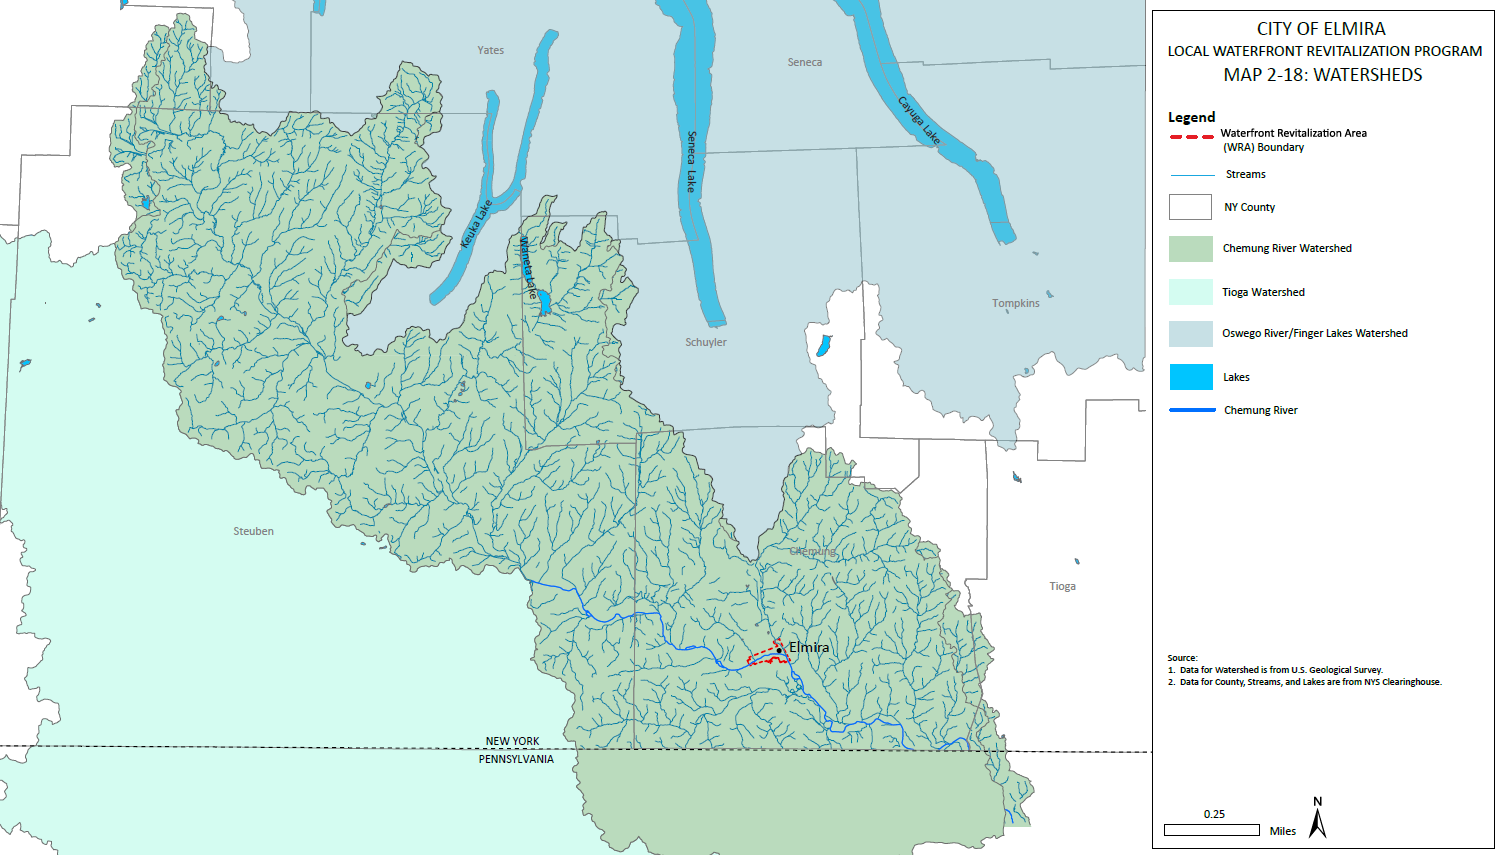 CITY OF ELMIRA
LOCAL WATERFRONT REVITALIZATION PROGRAM
MAP 2-18: WATERSHEDS
Legend
Waterfront Revitalization Area
(WRA) Boundary
Streams
NY County
Chemung River Watershed
Tioga Watershed
Oswego River/Finger Lakes Watershed
Lakes
Chemung River
Source:
1. Data for Watershed is from U.S. Geological Survey.
2. Data for County, Streams, and Lakes are from NYS Clearinghouse.
0.25
Miles
N
Yates
Seneca
Cayuga Lake
Seneca Lake
Keuka Lake
Waneta Lake
Tompkins
Schuyler
Steuben
Chemung
Tioga
Elmira
NEW YORK
PENNSYLVANIA